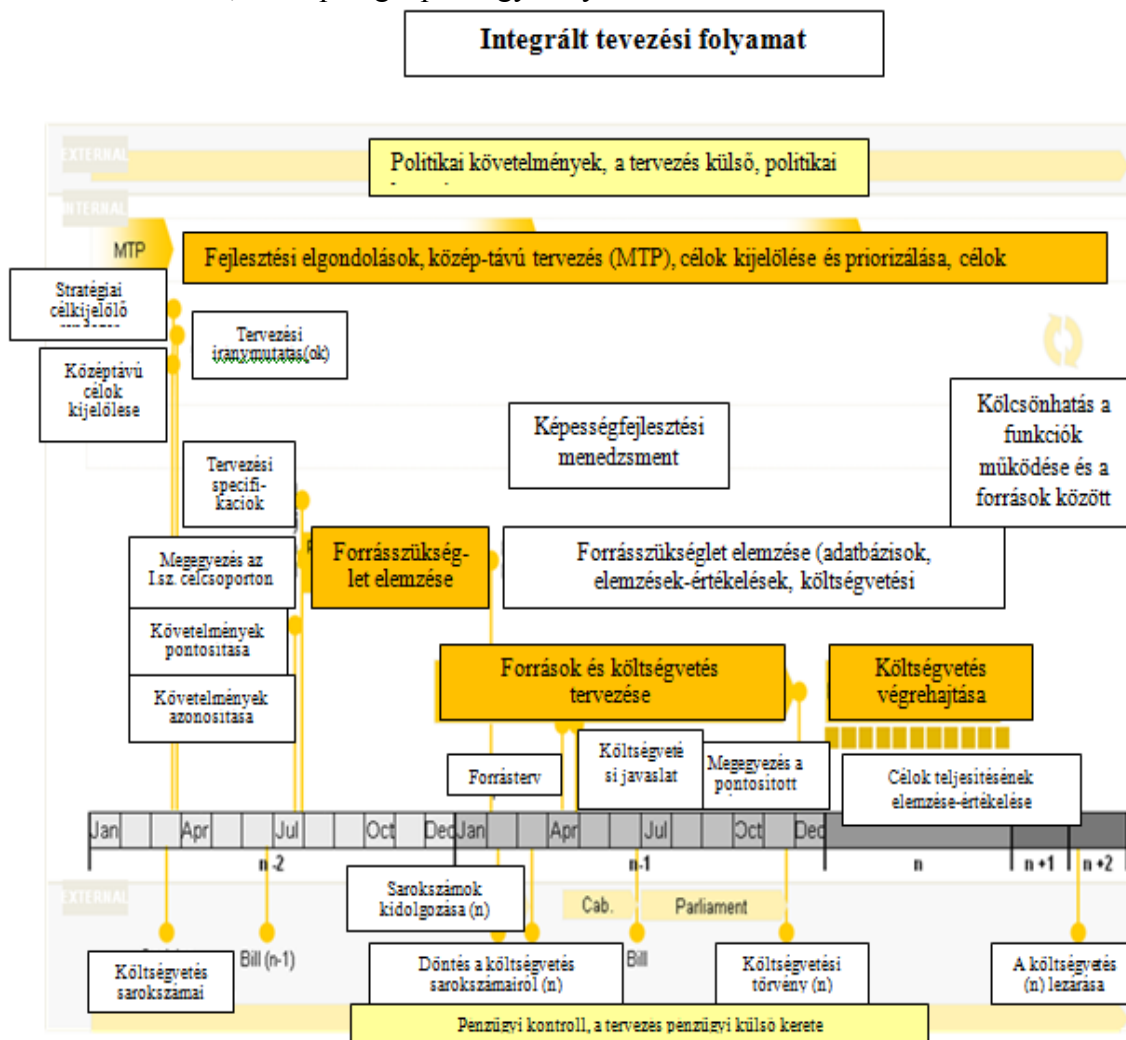 Integrált tevezési folyamat
EXTERNAL
Politikai követelmények, a tervezés külső, politikai
INTERNAL
MTP
Fejlesztési elgondolások, közép-távú tervezés (MTP), célok kijelölése és priorizálása, célok
Stratégiai
célkijelölő
Tervezési
iranymutatas(ok)
Középtávú
célok
kijelölese
Képességfejlesztési
menedzsment
Kölcsönhatás a
funkciók
működése és a
források között
Tervezési
specifi-
kaciok
Megegyezés az
I.sz. celcsoporton
Forrásszükség-
let elemzése
Forrásszükséglet elemzése (adatbázisok,
elemzések-értékelések, költségvetési
Követelmények
pontosítása
Követelmények
azonosítása
Források és költségvetés
tervezése
Költségvetés
végrehajtása
Forrásterv
Költségveté
si javaslat
Megegyezés a
pontosított
Célok teljesítésének
elemzése-értékelése
Jan Apr Jul Oct Dec Jan Apr Jul Oct Dec
n-2 n-1 n n+1 n+2
EXTERNAL
Sarokszámok
kidolgozása (n)
Cab. Parliament
Költségvetés
sarokszámai
Bill (n-1)
Döntés a költségvetés
sarokszámairól (n)
Bill
Költségvetési
törvény (n)
A költségvetés
(n) lezárása
Penzügyi kontroll, a tervezés penzügyi külső kerete